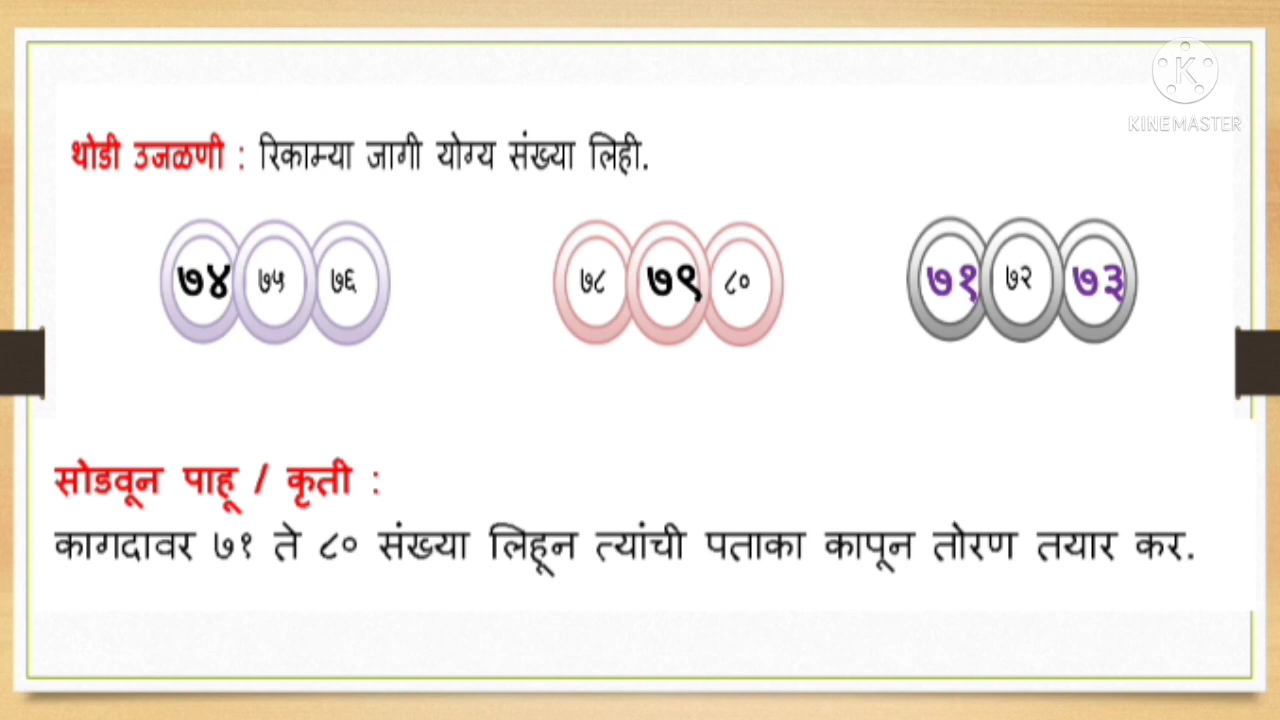 KINEMASTER
थोडी उजळणी : रिकाम्या जागी योग्य संख्या लिही.
७४ ७५ ७६ ७८ ७९ ८० ७१ ७२ ७३
सोडवून पाहू / कृती :
कागदावर ७१ ते ८० संख्या लिहून त्यांची पताका कापून तोरण तयार कर.